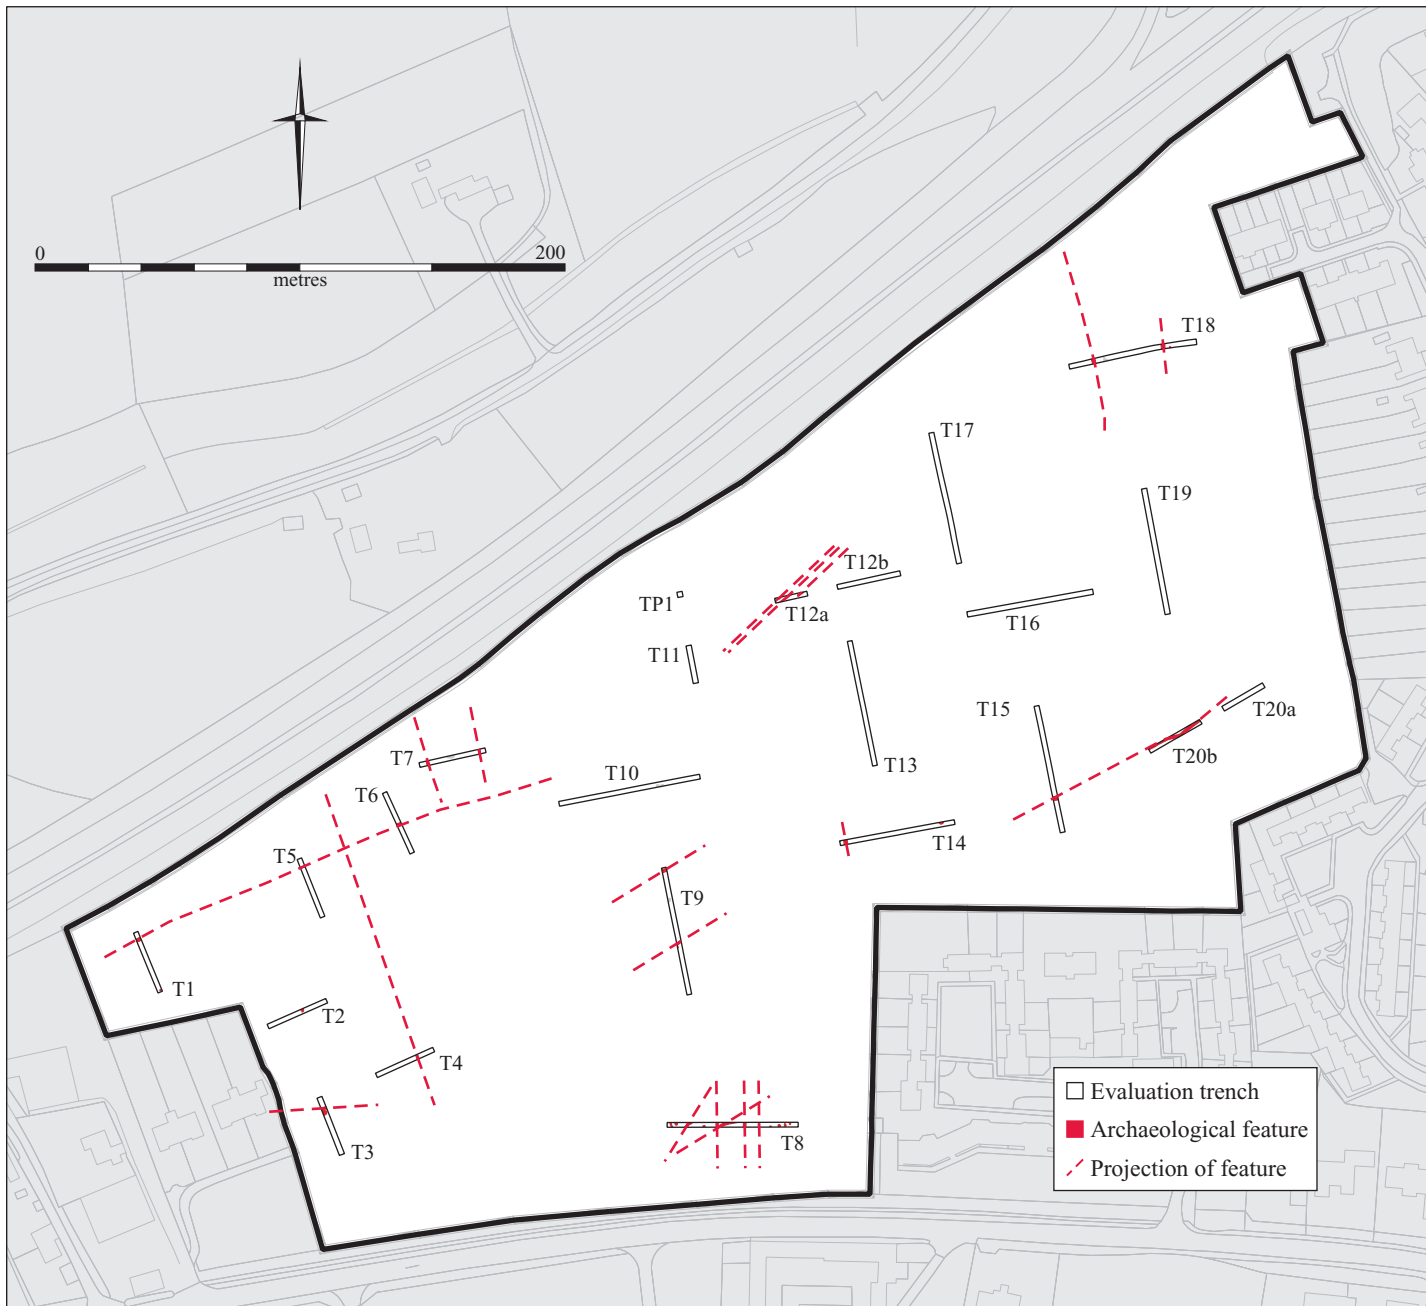 0 200
metres
T18
T17
T19
T12b
TP1
T12a
T16
T11
T15
T20a
T20b
T7
T10
T13
T6
T14
T5
T9
T1
T2
T4
T3
T8
Evaluation trench
Archaeological feature
Projection of feature